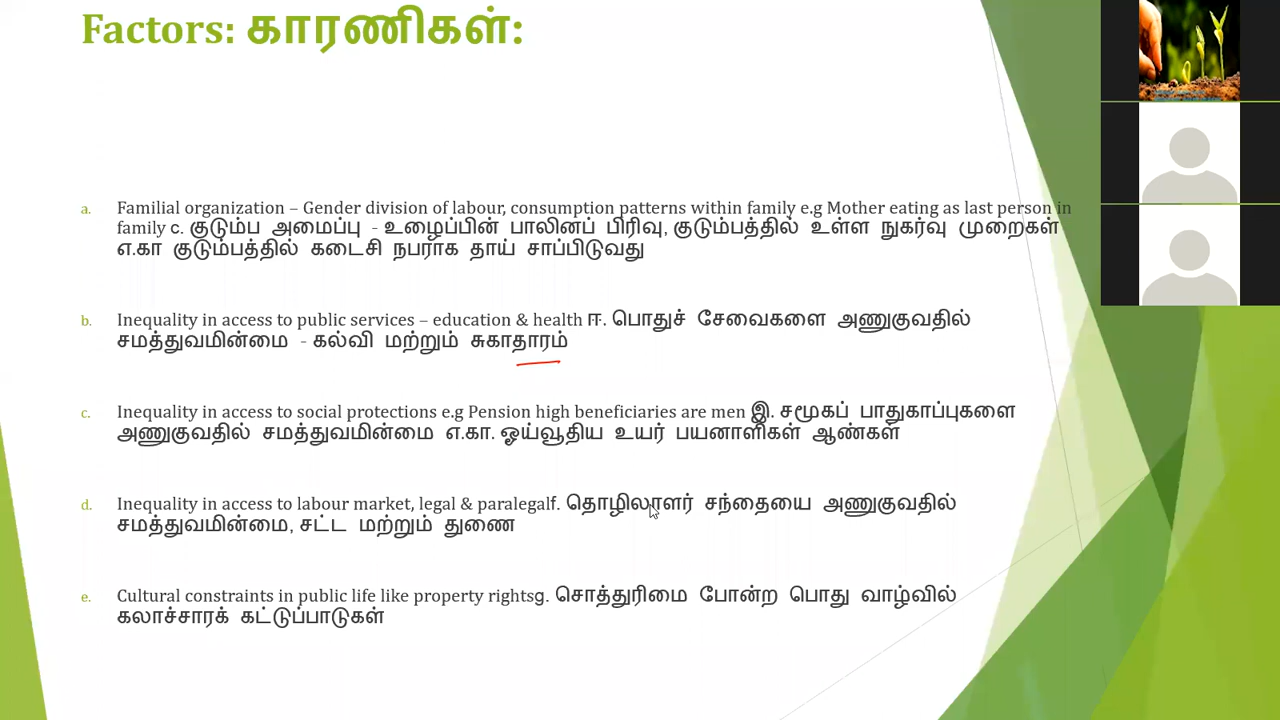 Factors: காரணிகள்:
a. Familial organization – Gender division of labour, consumption patterns within family e.g Mother eating as last person in
family c. குடும்ப அமைப்பு - உழைப்பின் பாலினப் பிரிவு, குடும்பத்தில் உள்ள நுகர்வு முறைகள்
எ.கா குடும்பத்தில் கடைசி நபராக தாய் சாப்பிடுவது
b. Inequality in access to public services – education & health ஈ. பொதுச் சேவைகளை அணுகுவதில்
சமத்துவமின்மை - கல்வி மற்றும் சுகாதாரம்
c. Inequality in access to social protections e.g Pension high beneficiaries are men இ. சமூகப் பாதுகாப்புகளை
அணுகுவதில் சமத்துவமின்மை எ.கா. ஓய்வூதிய உயர் பயனாளிகள் ஆண்கள்
d. Inequality in access to labour market, legal & paralegalf. தொழிலாளர் சந்தையை அணுகுவதில்
சமத்துவமின்மை, சட்ட மற்றும் துணை
e. Cultural constraints in public life like property rightsg. சொத்துரிமை போன்ற பொது வாழ்வில்
கலாச்சாரக் கட்டுப்பாடுகள்